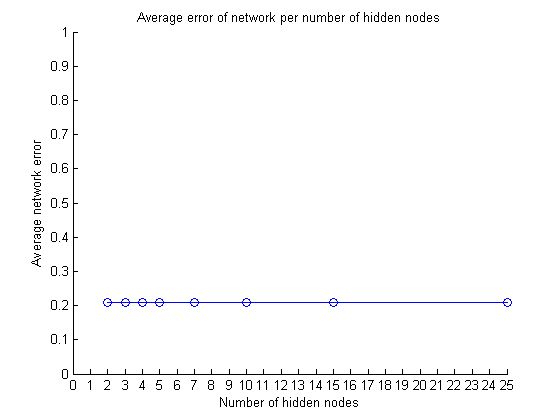 Average error of network per number of hidden nodes
1
0.9
0.8
0.7
0.6
0.5
0.4
0.3
0.2
0.1
0
Average network error
0 1 2 3 4 5 6 7 8 9 10 11 12 13 14 15 16 17 18 19 20 21 22 23 24 25
Number of hidden nodes